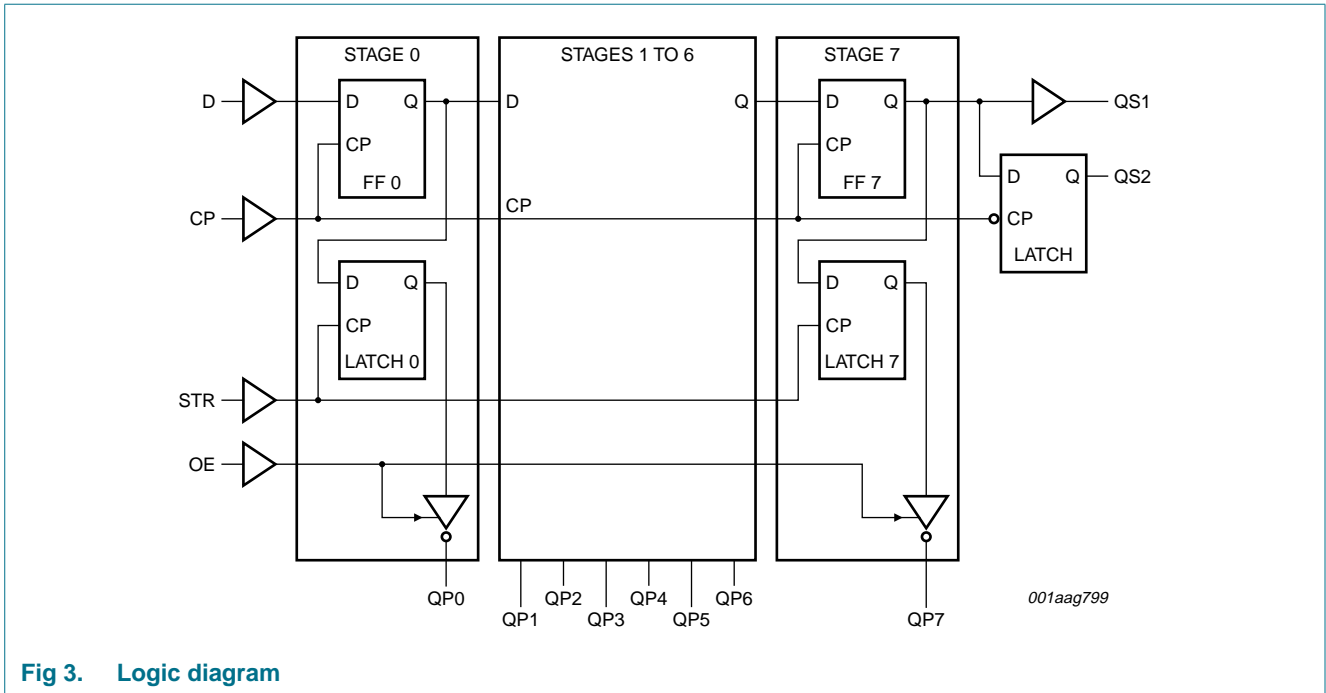 STAGE 0
STAGES 1 TO 6
STAGE 7
D
D
Q
D
Q
D
Q
QS1
CP
CP
D
Q
QS2
FF 0
FF 7
CP
CP
CP
LATCH
D
Q
D
Q
CP
CP
LATCH 0
LATCH 7
STR
OE
QP0
QP2
QP4
QP6
001aag799
QP1
QP3
QP5
QP7
Fig 3. Logic diagram